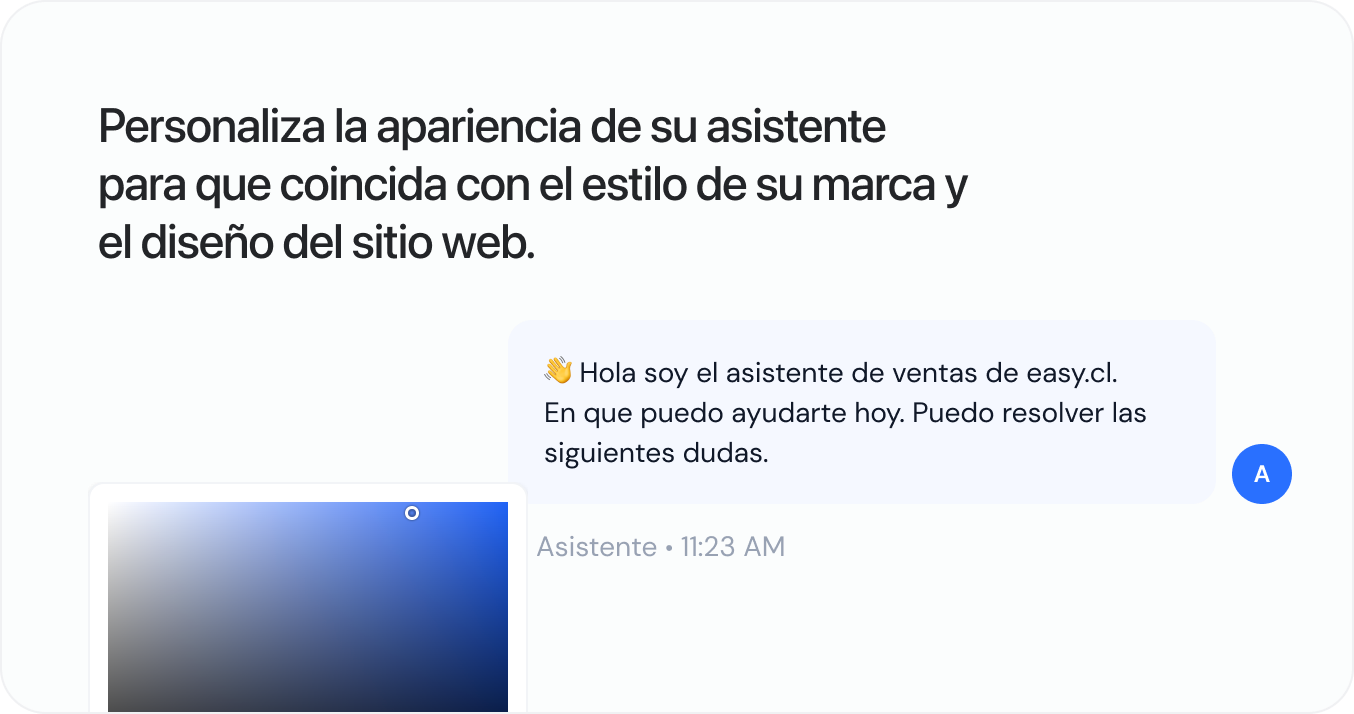 Personaliza la apariencia de su asistente
para que coincida con el estilo de su marca y
el diseño del sitio web.
👋 Hola soy el asistente de ventas de easy.cl.
En que puedo ayudarte hoy. Puedo resolver las
siguientes dudas.
A
Asistente • 11:23 AM